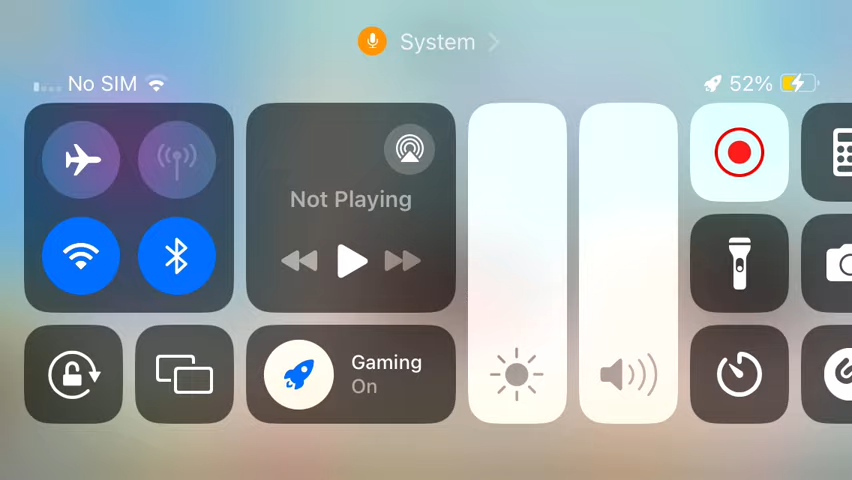 System
No SIM
52%
Not Playing
Gaming
On